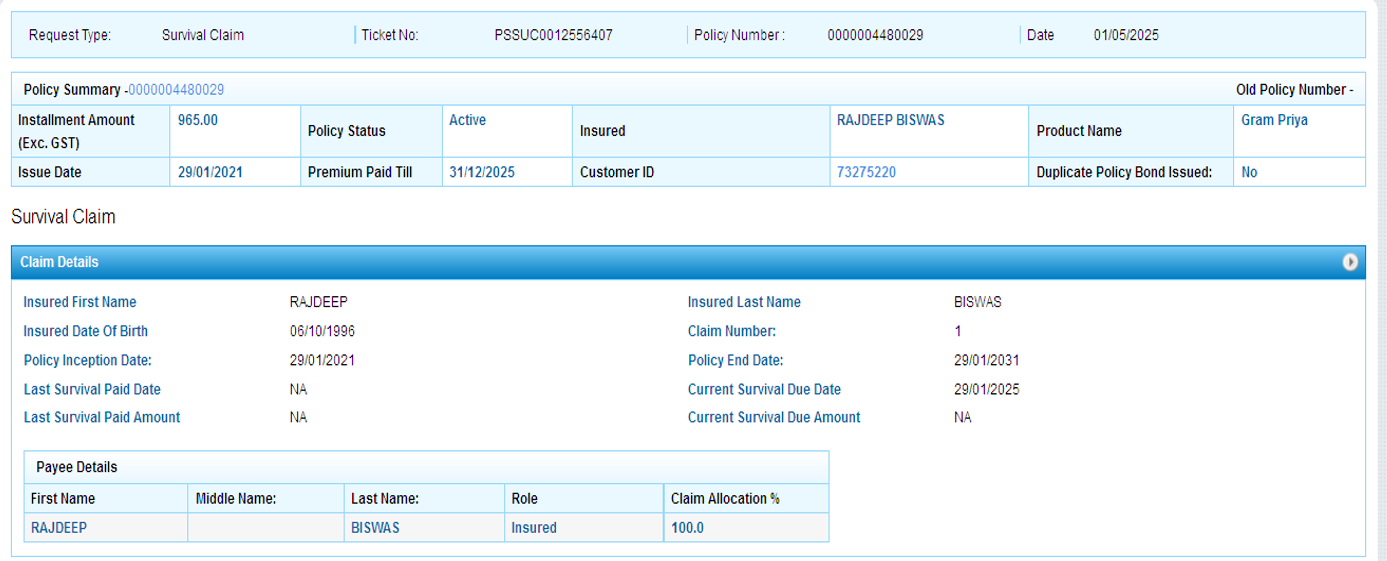 Request Type: Survival Claim Ticket No: PSSUC0012556407 Policy Number : 0000004480029 Date 01/05/2025
Policy Summary -0000004480029 Old Policy Number -
Installment Amount (Exc. GST) 965.00 Policy Status Active Insured RAJDEEP BISWAS Product Name Gram Priya
Issue Date 29/01/2021 Premium Paid Till 31/12/2025 Customer ID 73275220 Duplicate Policy Bond Issued: No
Survival Claim
Claim Details
Insured First Name RAJDEEP Insured Last Name BISWAS
Insured Date Of Birth 06/10/1996 Claim Number: 1
Policy Inception Date: 29/01/2021 Policy End Date: 29/01/2031
Last Survival Paid Date NA Current Survival Due Date 29/01/2025
Last Survival Paid Amount NA Current Survival Due Amount NA
Payee Details
First Name Middle Name: Last Name: Role Claim Allocation %
RAJDEEP BISWAS Insured 100.0